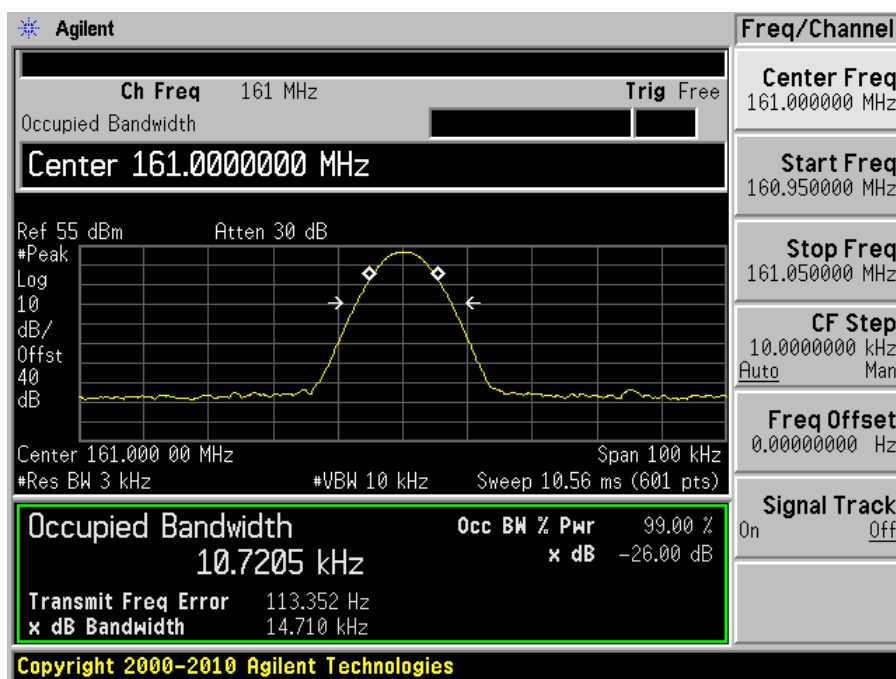 Agilent
Freq/Channel
Ch Freq 161 MHz Trig Free
Occupied Bandwidth
Center 161.0000000 MHz
Ref 55 dBm Atten 30 dB
#Peak
Log
10
dB/
Offst
40
dB
Center 161.000 00 MHz Span 100 kHz
#Res BW 3 kHz #VBW 10 kHz Sweep 10.56 ms (601 pts)
Occupied Bandwidth
10.7205 kHz
Occ BW % Pwr 99.00 %
x dB -26.00 dB
Transmit Freq Error 113.352 Hz
x dB Bandwidth 14.710 kHz
Center Freq
161.000000 MHz
Start Freq
160.950000 MHz
Stop Freq
161.050000 MHz
CF Step
10.0000000 kHz
Auto Man
Freq Offset
0.00000000 Hz
Signal Track
On Off
Copyright 2000-2010 Agilent Technologies